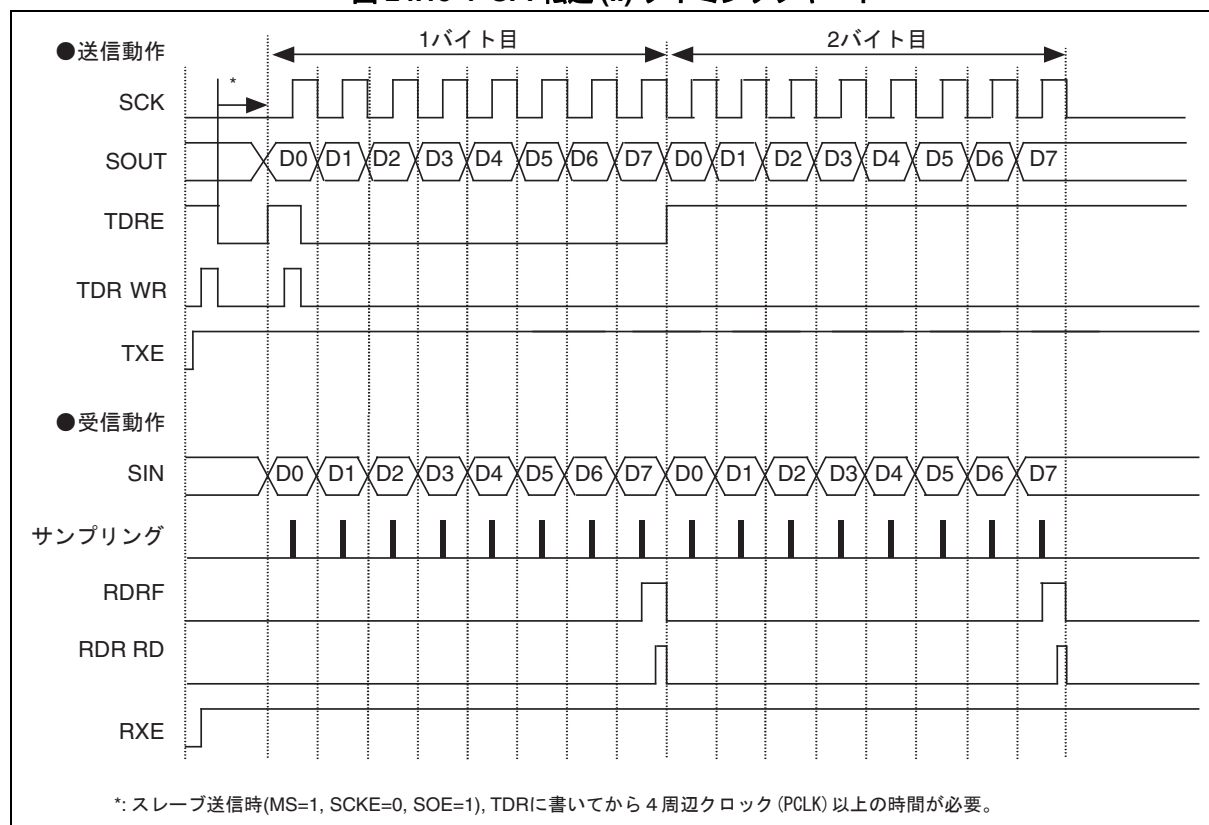 ●送信動作
1バイト目 2バイト目
*
SCK
SOUT D0 D1 D2 D3 D4 D5 D6 D7 D0 D1 D2 D3 D4 D5 D6 D7
TDRE
TDR WR
TXE
●受信動作
SIN D0 D1 D2 D3 D4 D5 D6 D7 D0 D1 D2 D3 D4 D5 D6 D7
サンプリング
RDRF
RDR RD
RXE
*: スレーブ送信時(MS=1, SCKE=0, SOE=1), TDRに書いてから4周辺クロック(PCLK)以上の時間が必要。